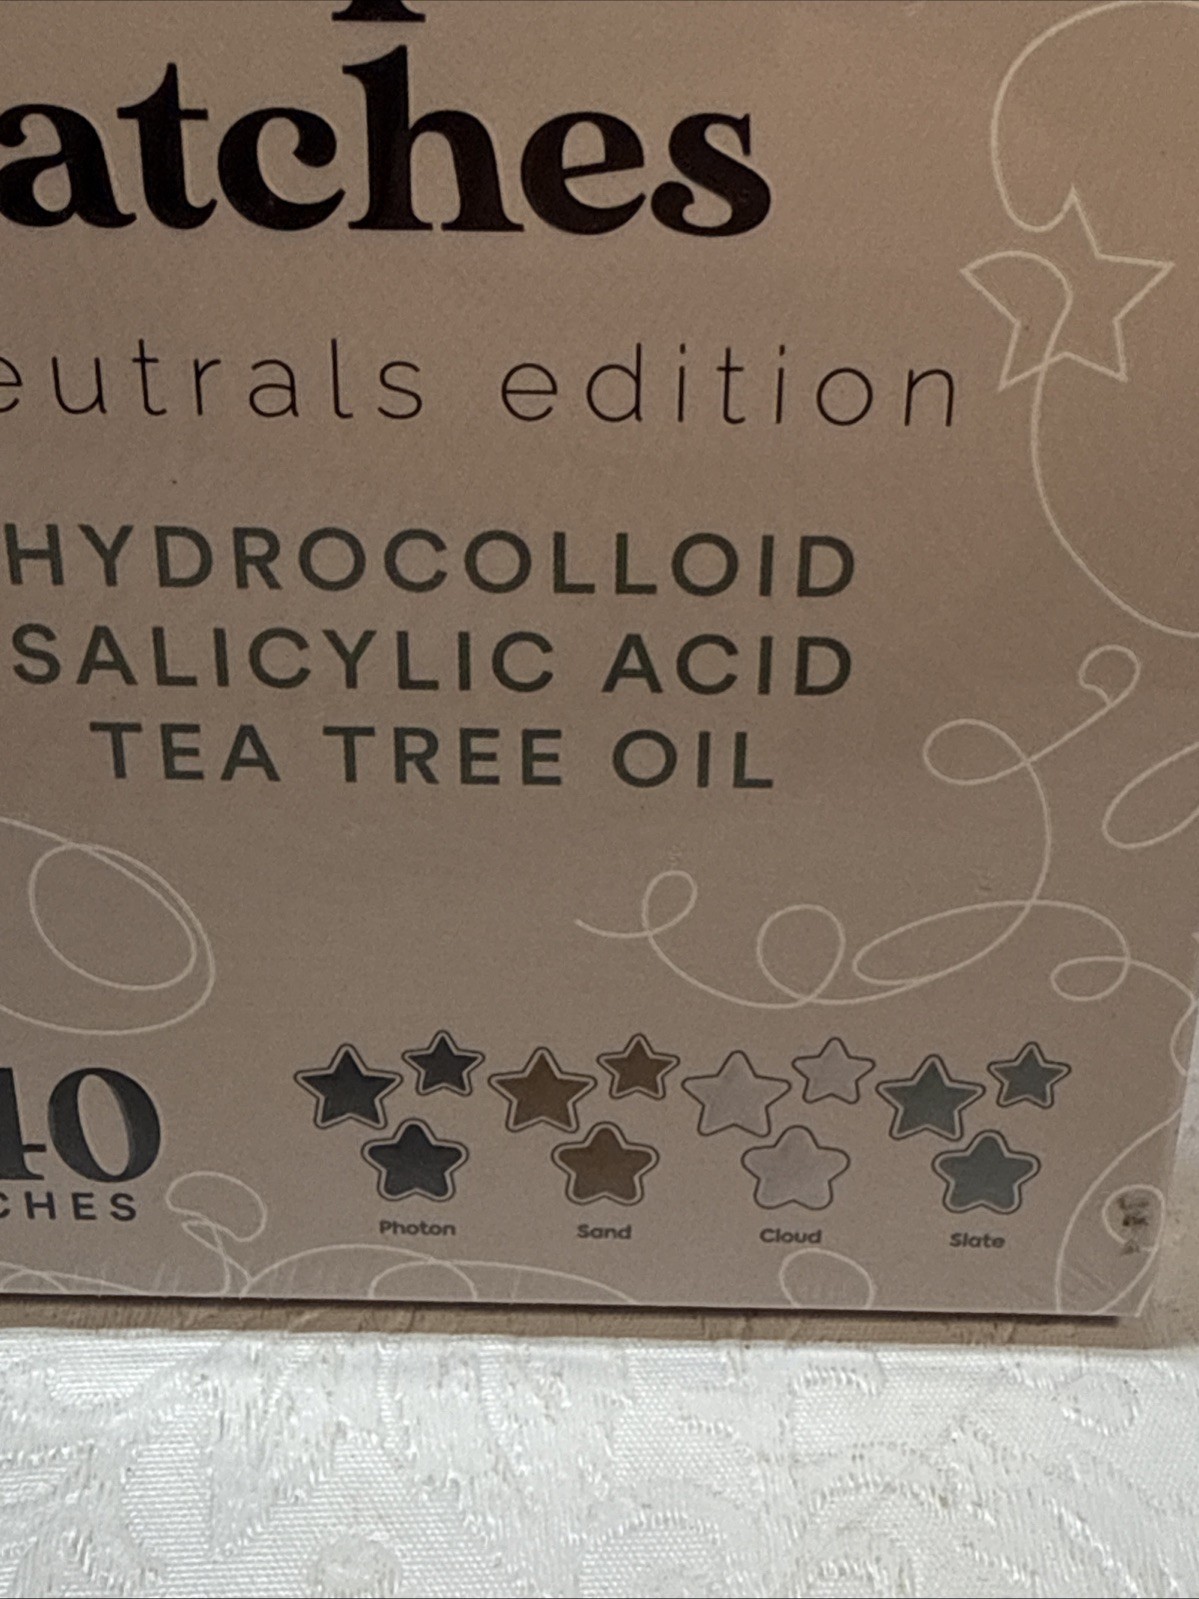 atches
eutrals edition
HYDROCOLLOID
SALICYLIC ACID
TEA TREE OIL
40
CHES
Photon
Sand
Cloud
Slate